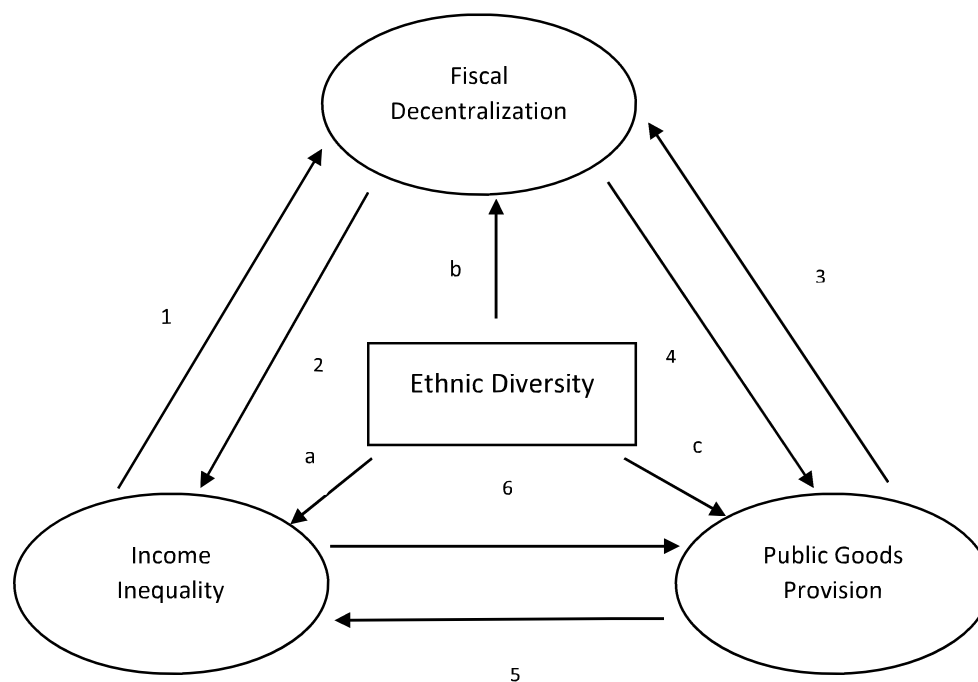 Fiscal
Decentralization
b
3
1
2
4
Ethnic Diversity
a
c
6
Income
Inequality
Public Goods
Provision
5